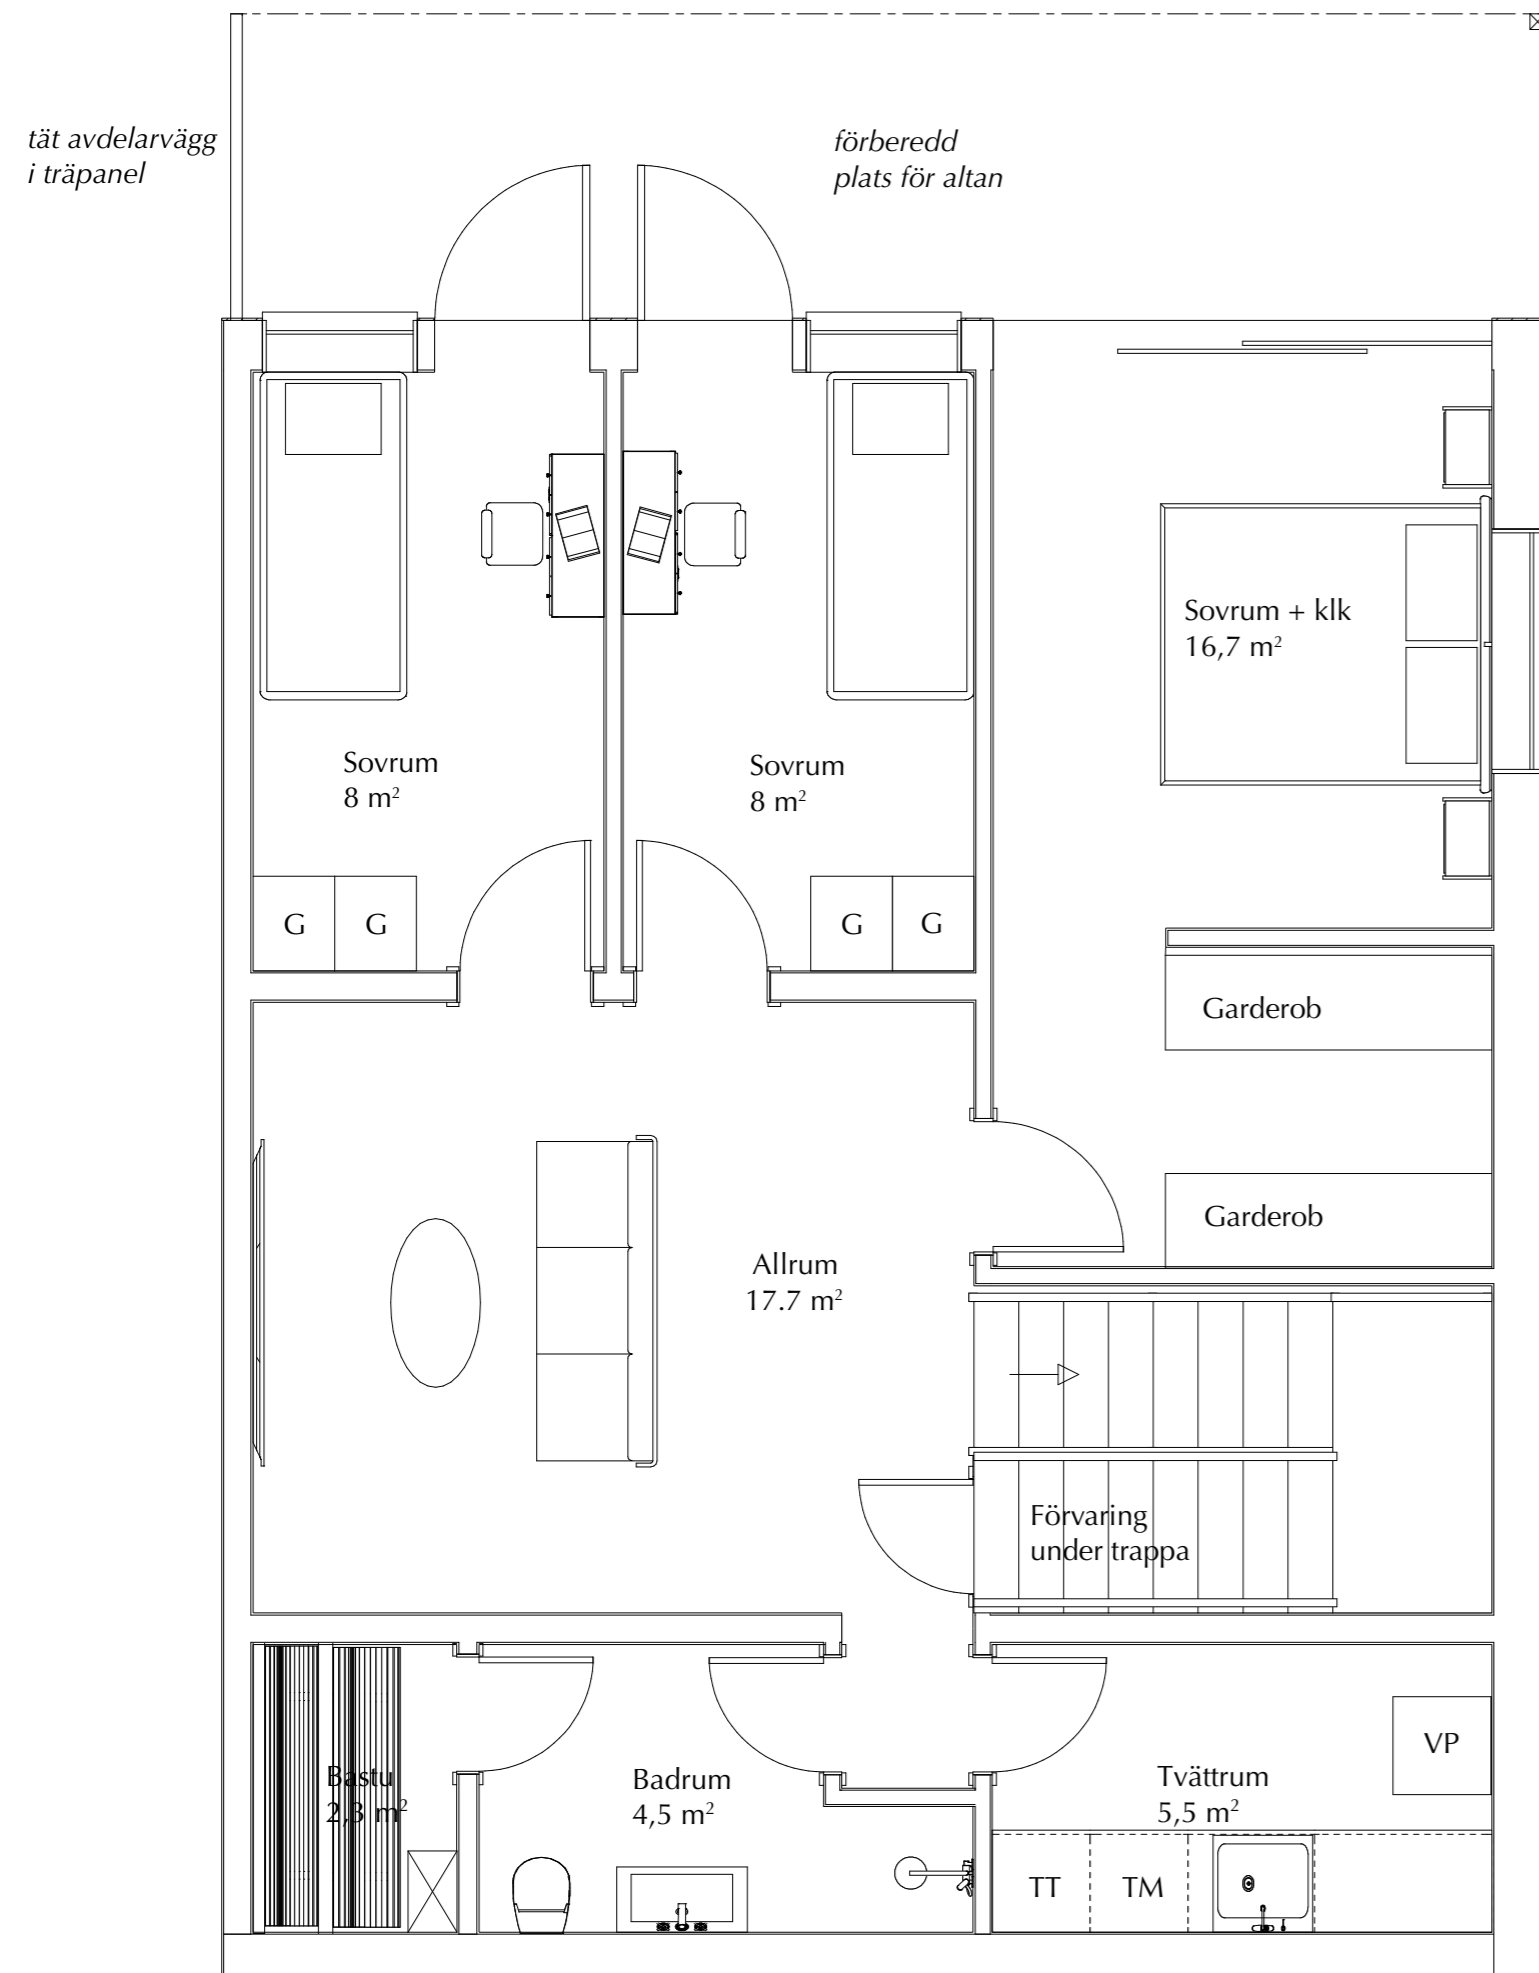 tät avdelarvägg
i träpanel
förberedd
plats för altan
Sovrum + klk
16,7 m²
Sovrum
8 m²
Sovrum
8 m²
G
G
G
G
Garderob
Garderob
Allrum
17.7 m²
Förvaring
under trappa
VP
Bastu
2,3 m²
Badrum
4,5 m²
Tvättrum
5,5 m²
TT
TM